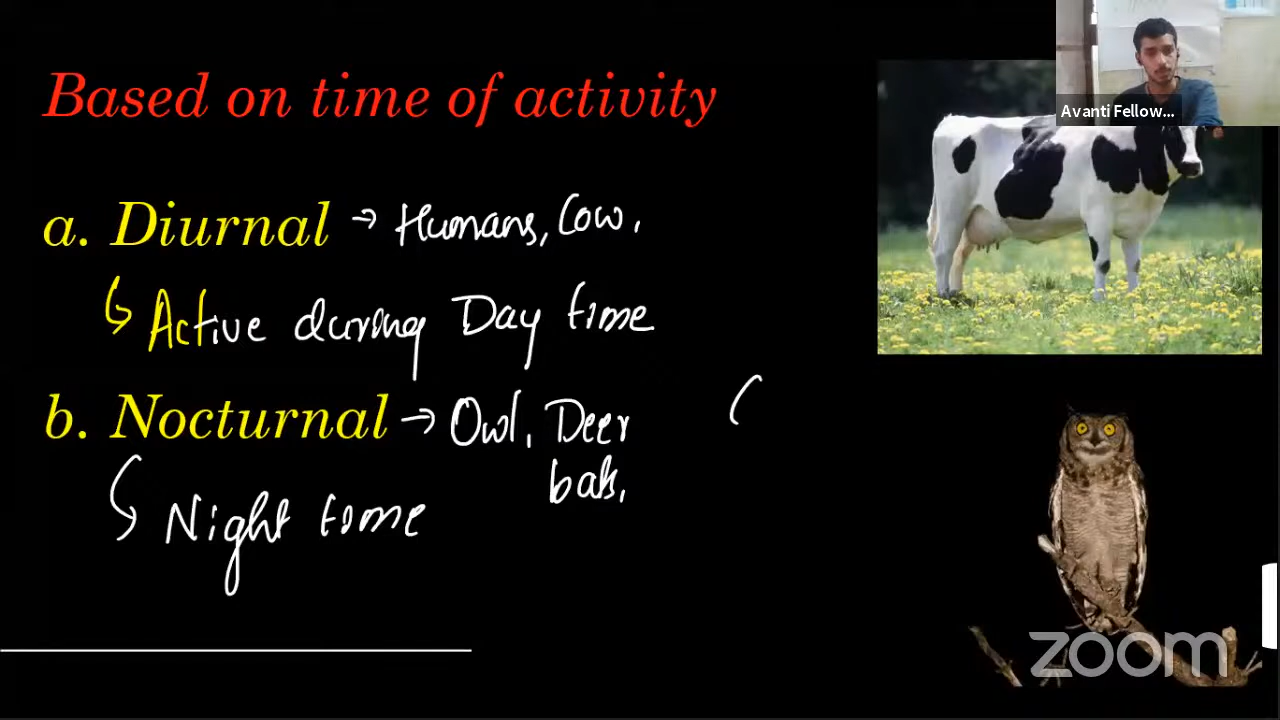 Based on time of activity
Avanti Fellow...
a. Diurnal → Humans, Cow,
Active during Day time
b. Nocturnal → Owl, Deer
bats,
Night time
zoom